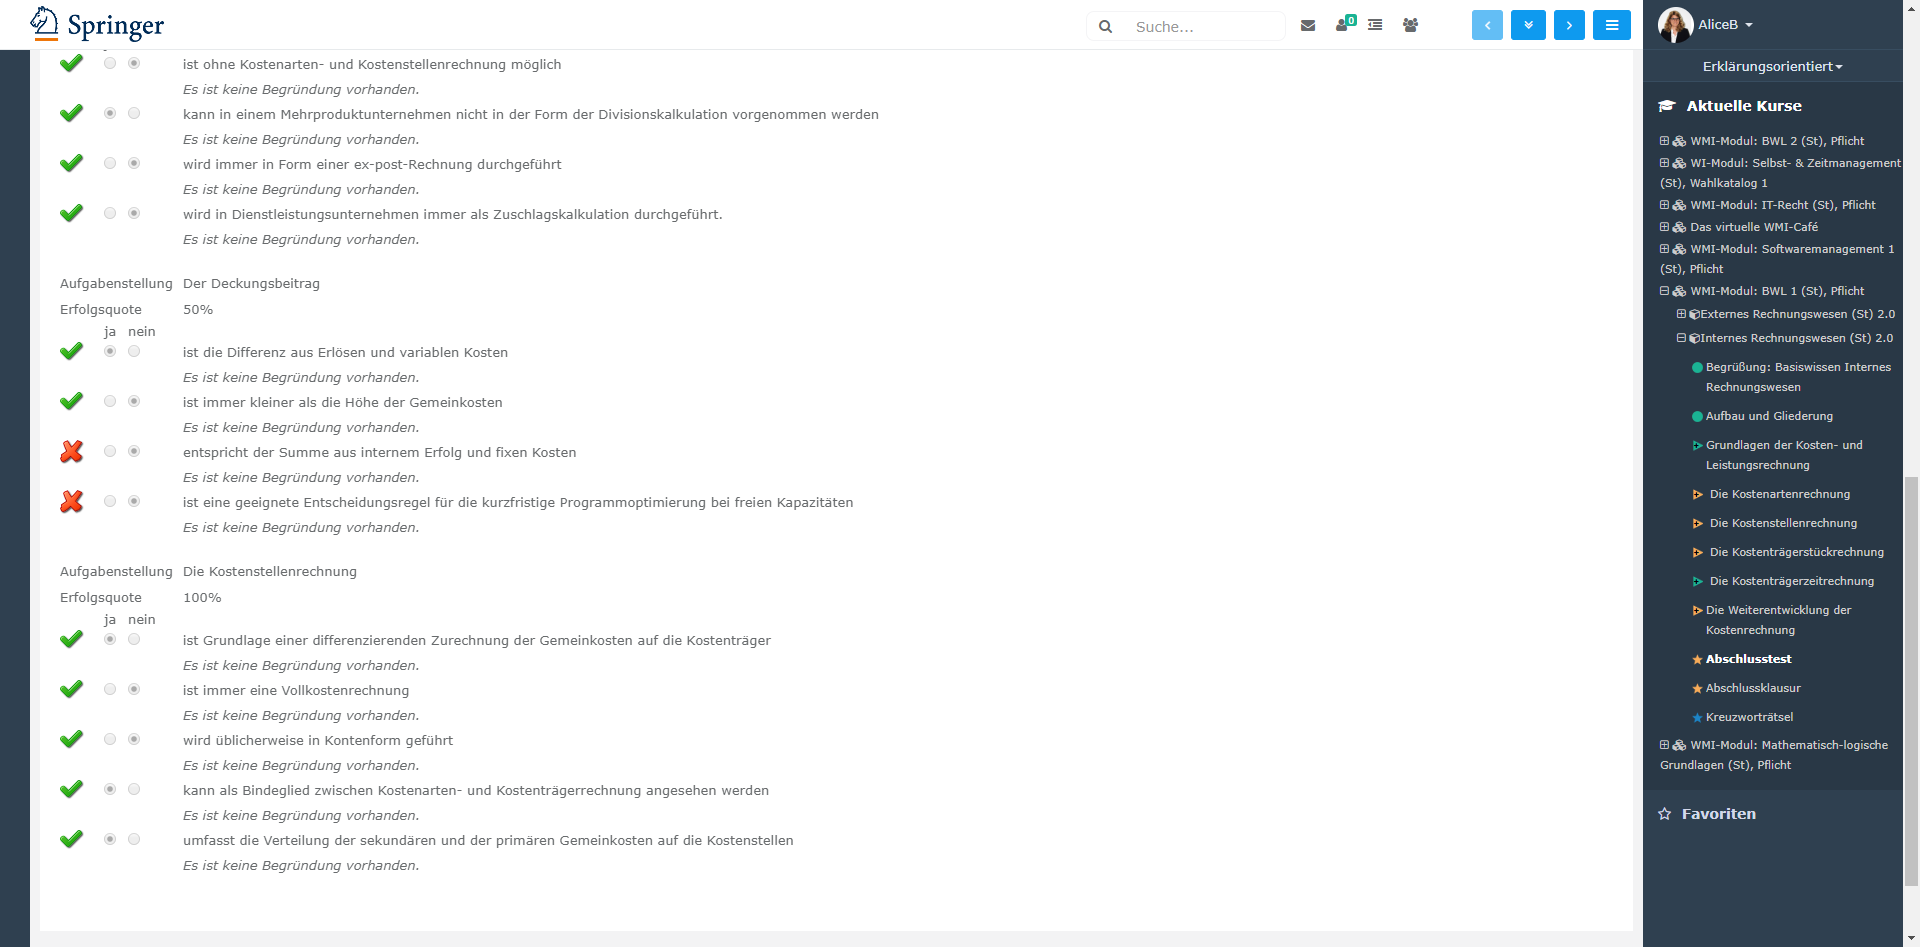 Springer
Suche...
0
AliceB
Erklärungsorientiert
ist ohne Kostenarten- und Kostenstellenrechnung möglich
Es ist keine Begründung vorhanden.
kann in einem Mehrproduktunternehmen nicht in der Form der Divisionskalkulation vorgenommen werden
Es ist keine Begründung vorhanden.
wird immer in Form einer ex-post-Rechnung durchgeführt
Es ist keine Begründung vorhanden.
wird in Dienstleistungsunternehmen immer als Zuschlagskalkulation durchgeführt.
Es ist keine Begründung vorhanden.
Aufgabenstellung Der Deckungsbeitrag
Erfolgsquote 50%
ja nein
ist die Differenz aus Erlösen und variablen Kosten
Es ist keine Begründung vorhanden.
ist immer kleiner als die Höhe der Gemeinkosten
Es ist keine Begründung vorhanden.
entspricht der Summe aus internem Erfolg und fixen Kosten
Es ist keine Begründung vorhanden.
ist eine geeignete Entscheidungsregel für die kurzfristige Programmoptimierung bei freien Kapazitäten
Es ist keine Begründung vorhanden.
Aufgabenstellung Die Kostenstellenrechnung
Erfolgsquote 100%
ja nein
ist Grundlage einer differenzierenden Zurechnung der Gemeinkosten auf die Kostenträger
Es ist keine Begründung vorhanden.
ist immer eine Vollkostenrechnung
Es ist keine Begründung vorhanden.
wird üblicherweise in Kontenform geführt
Es ist keine Begründung vorhanden.
kann als Bindeglied zwischen Kostenarten- und Kostenträgerrechnung angesehen werden
Es ist keine Begründung vorhanden.
umfasst die Verteilung der sekundären und der primären Gemeinkosten auf die Kostenstellen
Es ist keine Begründung vorhanden.
Aktuelle Kurse
WMI-Modul: BWL 2 (St), Pflicht
WI-Modul: Selbst- & Zeitmanagement
(St), Wahlkatalog 1
WMI-Modul: IT-Recht (St), Pflicht
Das virtuelle WMI-Café
WMI-Modul: Softwaremanagement 1
(St), Pflicht
WMI-Modul: BWL 1 (St), Pflicht
Externes Rechnungswesen (St) 2.0
Internes Rechnungswesen (St) 2.0
Begrüßung: Basiswissen Internes
Rechnungswesen
Aufbau und Gliederung
Grundlagen der Kosten- und
Leistungsrechnung
Die Kostenartenrechnung
Die Kostenstellenrechnung
Die Kostenträgerstückrechnung
Die Kostenträgerzeitrechnung
Die Weiterentwicklung der
Kostenrechnung
Abschlusstest
Abschlussklausur
Kreuzworträtsel
WMI-Modul: Mathematisch-logische
Grundlagen (St), Pflicht
Favoriten